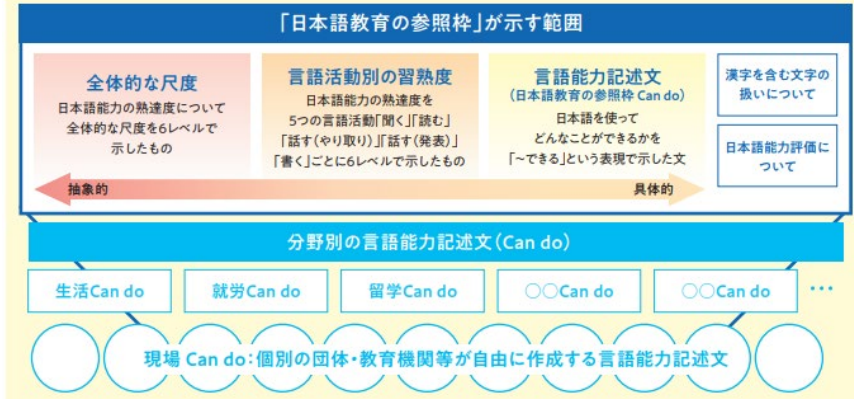 「日本語教育の参照枠」が示す範囲
全体的な尺度
日本語能力の熟達度について
全体的な尺度を6レベルで
示したもの
言語活動別の習熟度
日本語能力の熟達度を
5つの言語活動「聞く」「読む」
「話す(やり取り)」「話す(発表)」
「書く」ごとに6レベルで示したもの
言語能力記述文
(日本語教育の参照枠 Can do)
日本語を使って
どんなことができるかを
「~できる」という表現で示した文
漢字を含む文字の
扱いについて
日本語能力評価に
ついて
抽象的
具体的
分野別の言語能力記述文(Can do)
生活Can do
就労Can do
留学Can do
○○Can do
○○Can do
…
現場 Can do:個別の団体・教育機関等が自由に作成する言語能力記述文